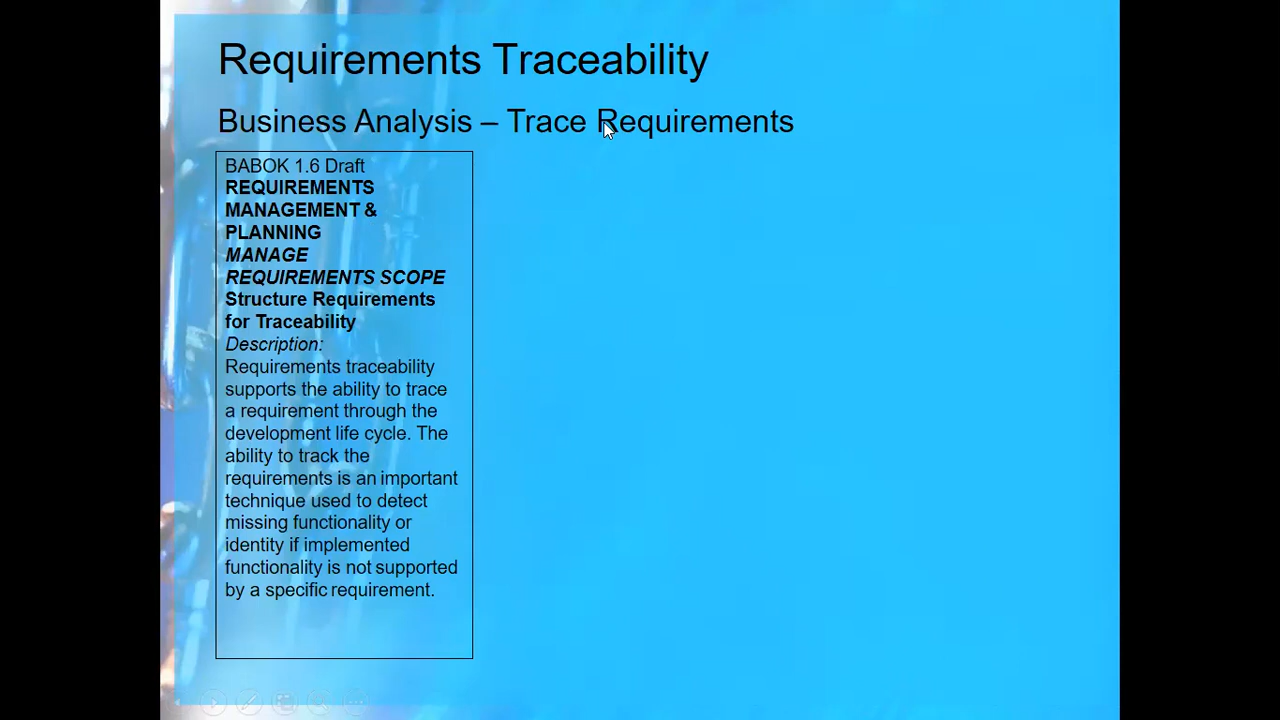 Requirements Traceability
Business Analysis – Trace Requirements
BABOK 1.6 Draft
REQUIREMENTS
MANAGEMENT &
PLANNING
MANAGE
REQUIREMENTS SCOPE
Structure Requirements
for Traceability
Description:
Requirements traceability
supports the ability to trace
a requirement through the
development life cycle. The
ability to track the
requirements is an important
technique used to detect
missing functionality or
identity if implemented
functionality is not supported
by a specific requirement.